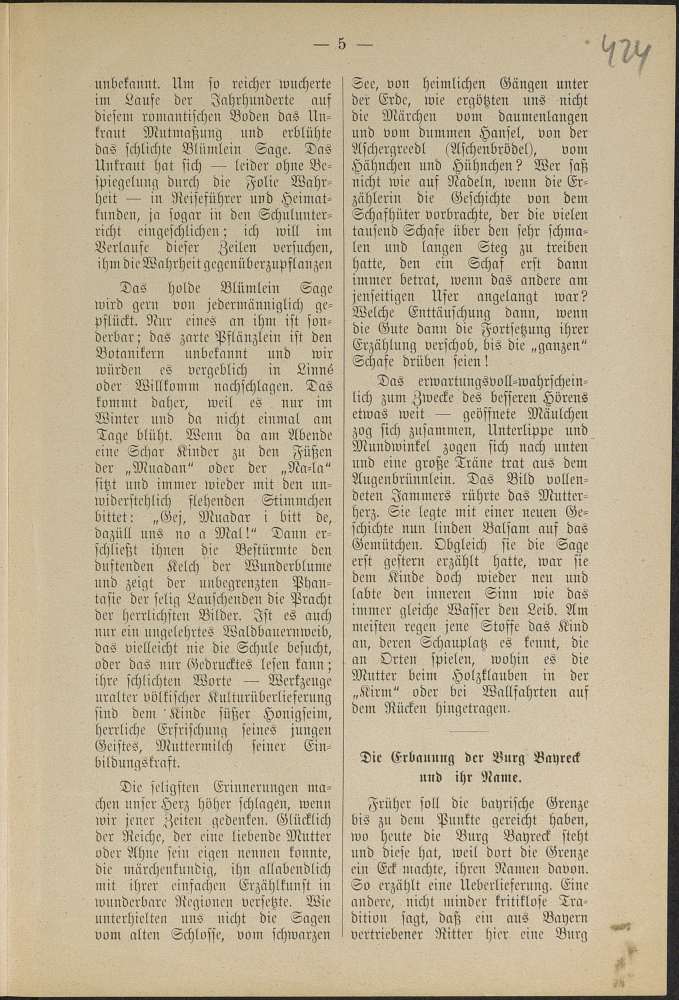 — 5 —
424
unbekannt. Um so reicher wucherte
im Laufe der Jahrhunderte auf
diesem romantischen Boden das Un-
kraut Mutmaßung und erblühte
das schlichte Blümlein Sage. Das
Unkraut hat sich — leider ohne Be-
spiegelung durch die Folie Wahr-
heit — in Reiseführer und Heimat-
kunden, ja sogar in den Schulunter-
richt eingeschlichen; ich will im
Verlaufe dieser Zeilen versuchen,
ihm die Wahrheit gegenüberzupflanzen
Das holde Blümlein Sage
wird gern von jedermänniglich ge-
pflückt. Nur eines an ihm ist son-
derbar; das zarte Pflänzlein ist den
Botanikern unbekannt und wir
würden es vergeblich in Linné
oder Willkomm nachschlagen. Das
kommt daher, weil es nur im
Winter und da nicht einmal am
Tage blüht. Wenn da am Abende
eine Schar Kinder zu den Füßen
der „Muadan“ oder der „Na-la“
sitzt und immer wieder mit den un-
widerstehlich flehenden Stimmchen
bittet: „Gej, Muadar i bitt de,
dazüll uns no a Mal!“ Dann er-
schließt ihnen die Bestürmte den
duftenden Kelch der Wunderblume
und zeigt der unbegrenzten Phan-
tasie der selig Lauschenden die Pracht
der herrlichsten Bilder. Ist es auch
nur ein ungelehrtes Waldbauernweib,
das vielleicht nie die Schule besucht,
oder das nur Gedrucktes lesen kann;
ihre schlichten Worte — Werkzeuge
uralter völkischer Kulturüberlieferung
sind dem Kinde süßer Honigseim,
herrliche Erfrischung seines jungen
Geistes, Muttermilch seiner Ein-
bildungskraft.
Die seligsten Erinnerungen ma-
chen unser Herz höher schlagen, wenn
wir jener Zeiten gedenken. Glücklich
der Reiche, der eine liebende Mutter
oder Ahne sein eigen nennen konnte,
die märchenkundig, ihn allabendlich
mit ihrer einfachen Erzählkunst in
wunderbare Regionen versetzte. Wie
unterhielten uns nicht die Sagen
vom alten Schlosse, vom schwarzen
See, von heimlichen Gängen unter
der Erde, wie ergötzten uns nicht
die Märchen vom daumenlangen
und vom dummen Hansel, von der
Aschergreedl (Aschenbrödel), vom
Hähnchen und Hühnchen? Wer saß
nicht wie auf Nadeln, wenn die Er-
zählerin die Geschichte von dem
Schafhüter vorbrachte, der die vielen
tausend Schafe über den sehr schma-
len und langen Steg zu treiben
hatte, den ein Schaf erst dann
immer betrat, wenn das andere am
jenseitigen Ufer angelangt war?
Welche Enttäuschung dann, wenn
die Gute dann die Fortsetzung ihrer
Erzählung verschob, bis die „ganzen“
Schafe drüben seien!
Das erwartungsvoll-wahrschein-
lich zum Zwecke des besseren Hörens
etwas weit — geöffnete Mäulchen
zog sich zusammen, Unterlippe und
Mundwinkel zogen sich nach unten
und eine große Träne trat aus dem
Augenbrünnlein. Das Bild vollen-
deten Jammers rührte das Mutter-
herz. Sie legte mit einer neuen Ge-
schichte nun linden Balsam auf das
Gemütchen. Obgleich sie die Sage
erst gestern erzählt hatte, war sie
dem Kinde doch wieder neu und
labte den inneren Sinn wie das
immer gleiche Wasser den Leib. Am
meisten regen jene Stoffe das Kind
an, deren Schauplatz es kennt, die
an Orten spielen, wohin es die
Mutter beim Holzklauben in der
„Kirm“ oder bei Wallfahrten auf
dem Rücken hingetragen.
Die Erbauung der Burg Bayreck
und ihr Name.
Früher soll die bayrische Grenze
bis zu dem Punkte gereicht haben,
wo heute die Burg Bayreck steht
und diese hat, weil dort die Grenze
ein Eck machte, ihren Namen davon.
So erzählt eine Ueberlieferung. Eine
andere, nicht minder kritiklose Tra-
dition sagt, daß ein aus Bayern
vertriebener Ritter hier eine Burg